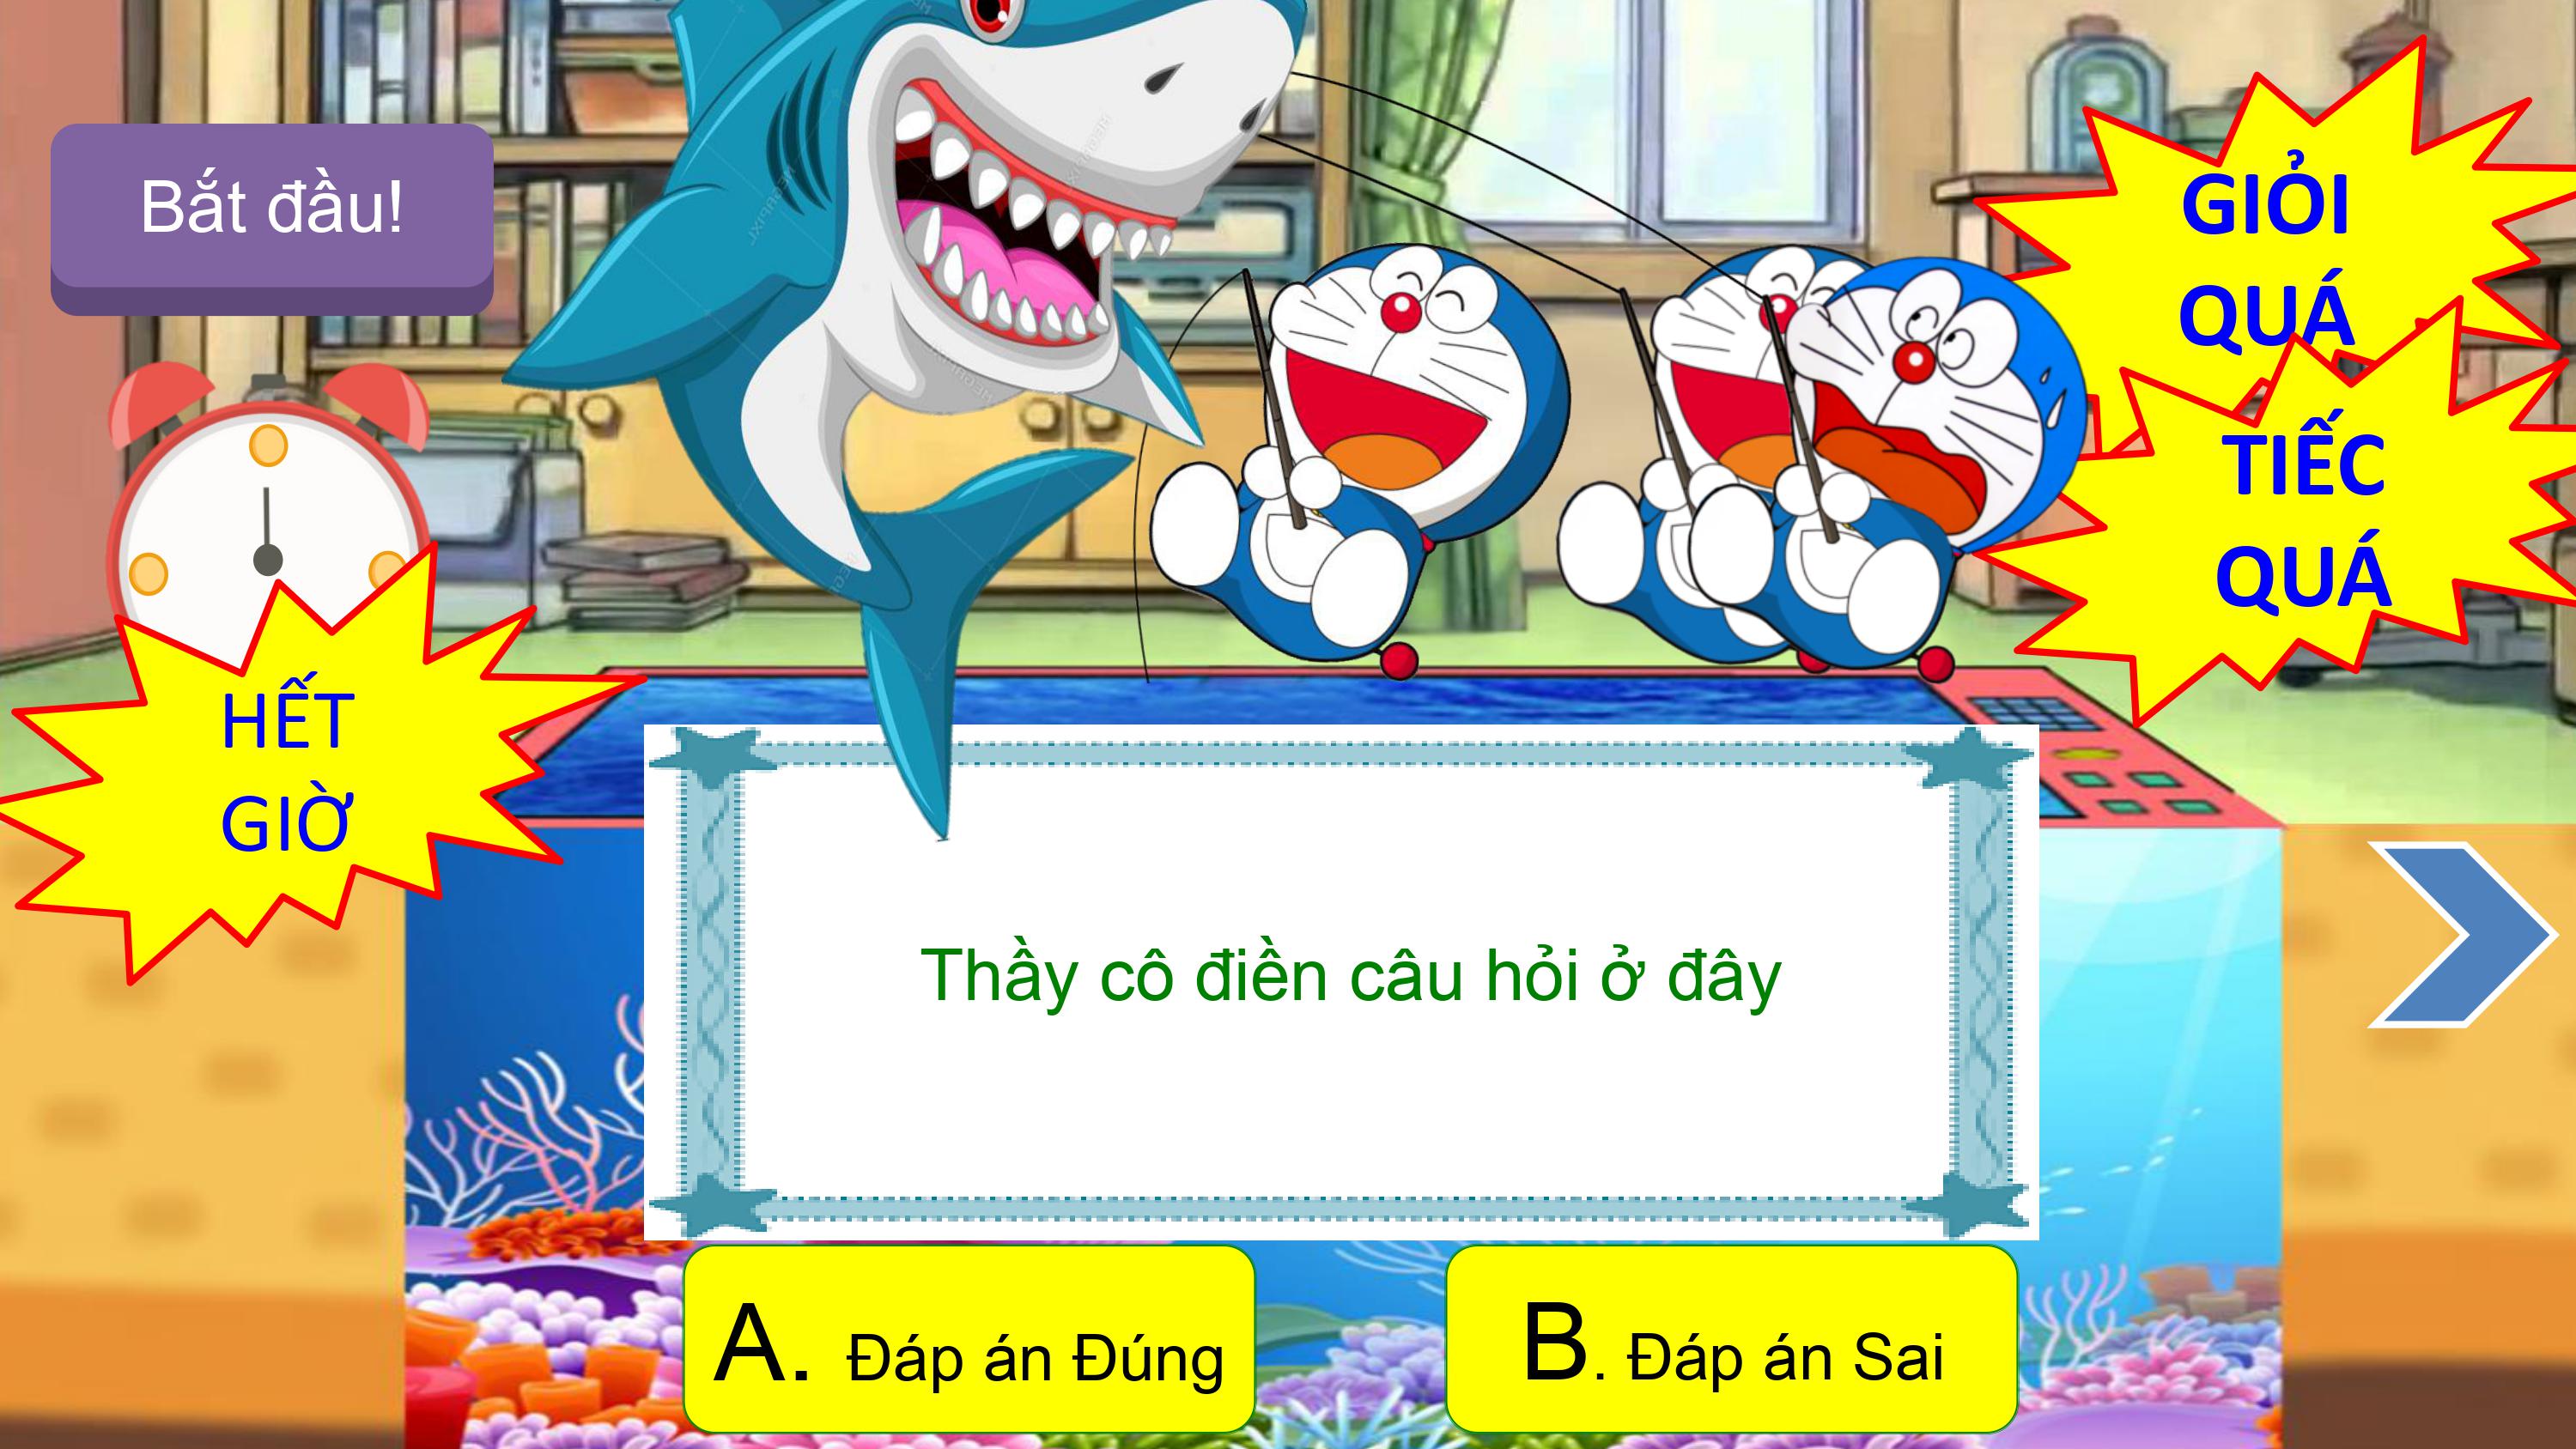 Bắt đầu!
GIỎI
QUÁ
TIẾC
QUÁ
HẾT
GIỜ
Thầy cô điền câu hỏi ở đây
A. Đáp án Đúng
B. Đáp án Sai